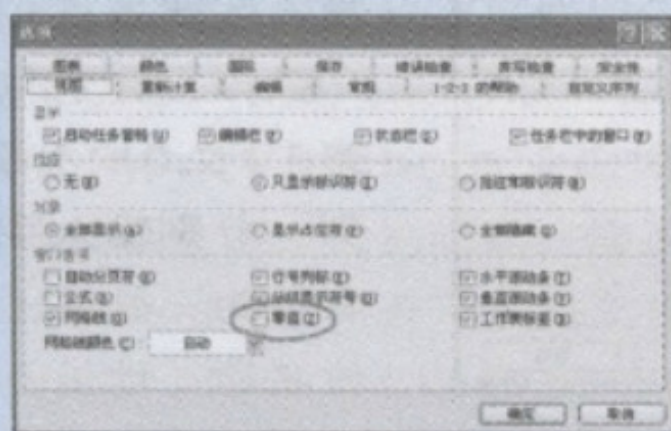 选项
图表 颜色 国际 保存 错误检查 拼写检查 安全性
视图 重新计算 编辑 常规 1-2-3 的帮助 自定义序列
显示
启动任务窗格(U) 编辑栏(F) 状态栏(S) 任务栏中的窗口(W)
批注
无(N) 只显示标识符(I) 批注和标识符(A)
对象
全部显示(L) 显示占位符(P) 全部隐藏(D)
窗口选项
自动分页符(K) 行号列标(E) 水平滚动条(T)
公式(R) 分级显示符号(O) 垂直滚动条(V)
网格线(G) 零值(Z) 工作表标签(B)
网格线颜色(C): 自动
确定 取消